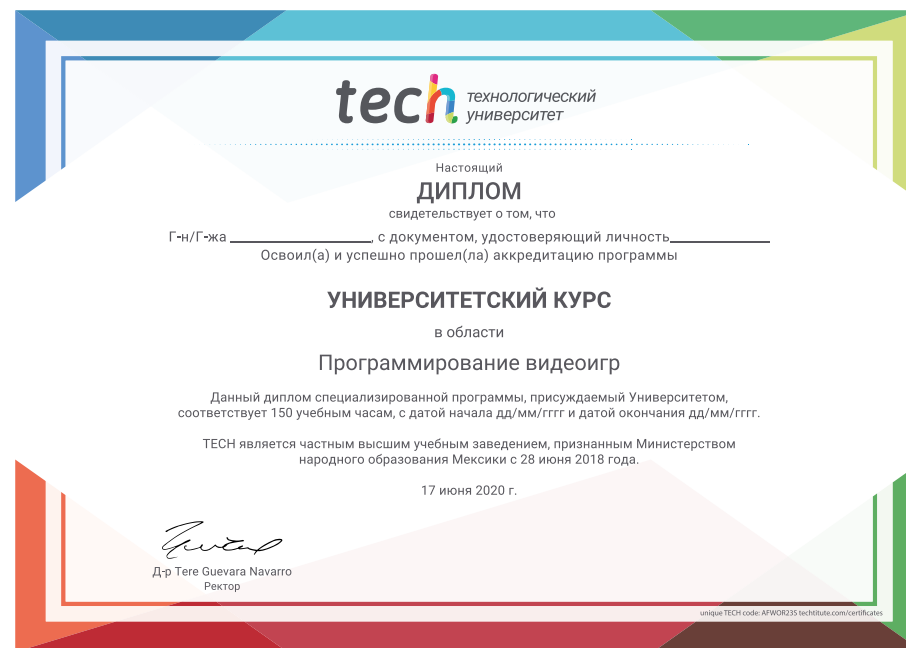 tech технологический университет
Настоящий
ДИПЛОМ
свидетельствует о том, что
Г-н/Г-жа ____________, с документом, удостоверяющий личность____________
Освоил(а) и успешно прошел(ла) аккредитацию программы
УНИВЕРСИТЕТСКИЙ КУРС
в области
Программирование видеоигр
Данный диплом специализированной программы, присуждаемый Университетом,
соответствует 150 учебным часам, с датой начала дд/мм/гггг и датой окончания дд/мм/гггг.
TECH является частным высшим учебным заведением, признанным Министерством
народного образования Мексики с 28 июня 2018 года.
17 июня 2020 г.
Д-р Tere Guevara Navarro
Ректор
unique TECH code: AFWOR235 techtitute.com/certificates